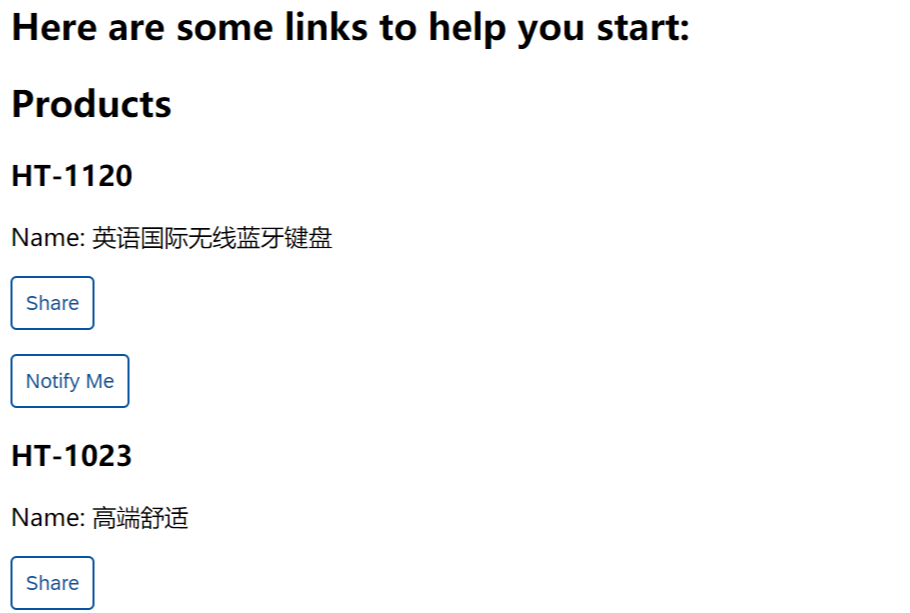 Here are some links to help you start:
Products
HT-1120
Name: 英语国际无线蓝牙键盘
Share
Notify Me
HT-1023
Name: 高端舒适
Share